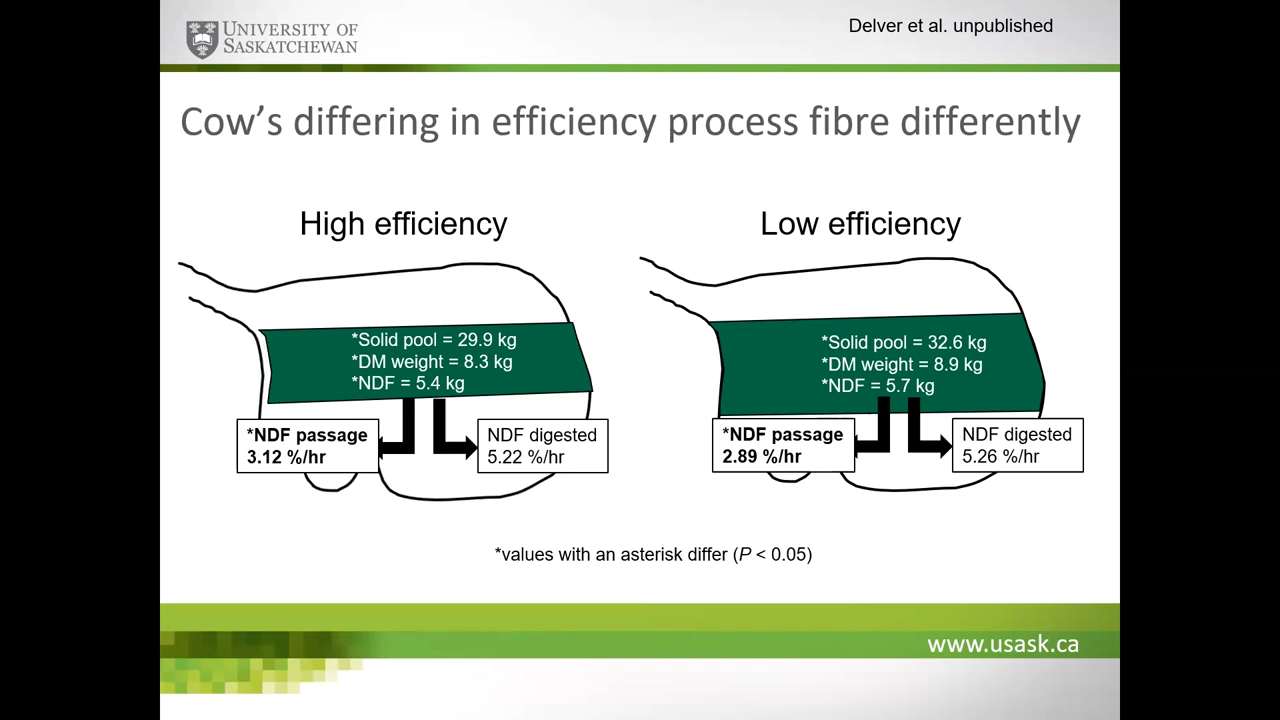 UNIVERSITY OF
SASKATCHEWAN
Delver et al. unpublished
Cow's differing in efficiency process fibre differently
High efficiency
*Solid pool = 29.9 kg
*DM weight = 8.3 kg
*NDF = 5.4 kg
*NDF passage
3.12 %/hr
NDF digested
5.22 %/hr
Low efficiency
*Solid pool = 32.6 kg
*DM weight = 8.9 kg
*NDF = 5.7 kg
*NDF passage
2.89 %/hr
NDF digested
5.26 %/hr
*values with an asterisk differ (P < 0.05)
www.usask.ca